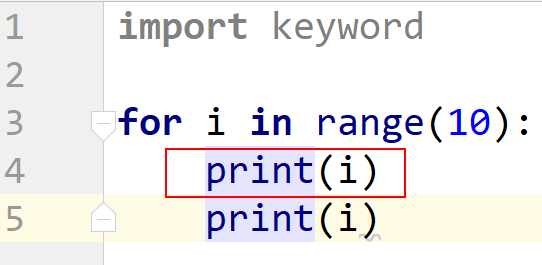 1 import keyword
2
3 for i in range(10):
4     print(i)
5     print(i)